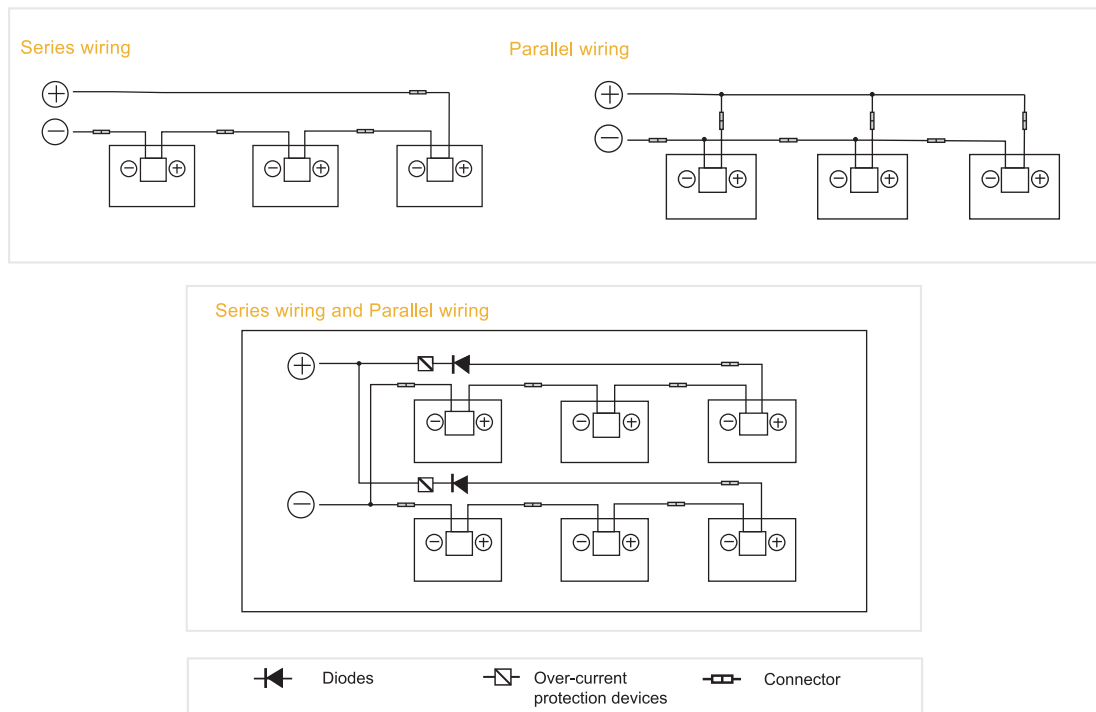 Series wiring
Parallel wiring
Series wiring and Parallel wiring
Diodes
Over-current
protection devices
Connector